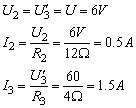 U₂ = U₃' = U = 6V
I₂ = U₂/R₂ = 6V/12Ω = 0.5A
I₃ = U₃'/R₃ = 60/4Ω = 1.5A